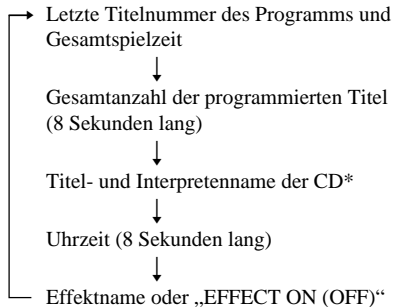 Letzte Titelnummer des Programms und
Gesamtspielzeit
Gesamtanzahl der programmierten Titel
(8 Sekunden lang)
Titel- und Interpretenname der CD*
Uhrzeit (8 Sekunden lang)
Effektname oder „EFFECT ON (OFF)“